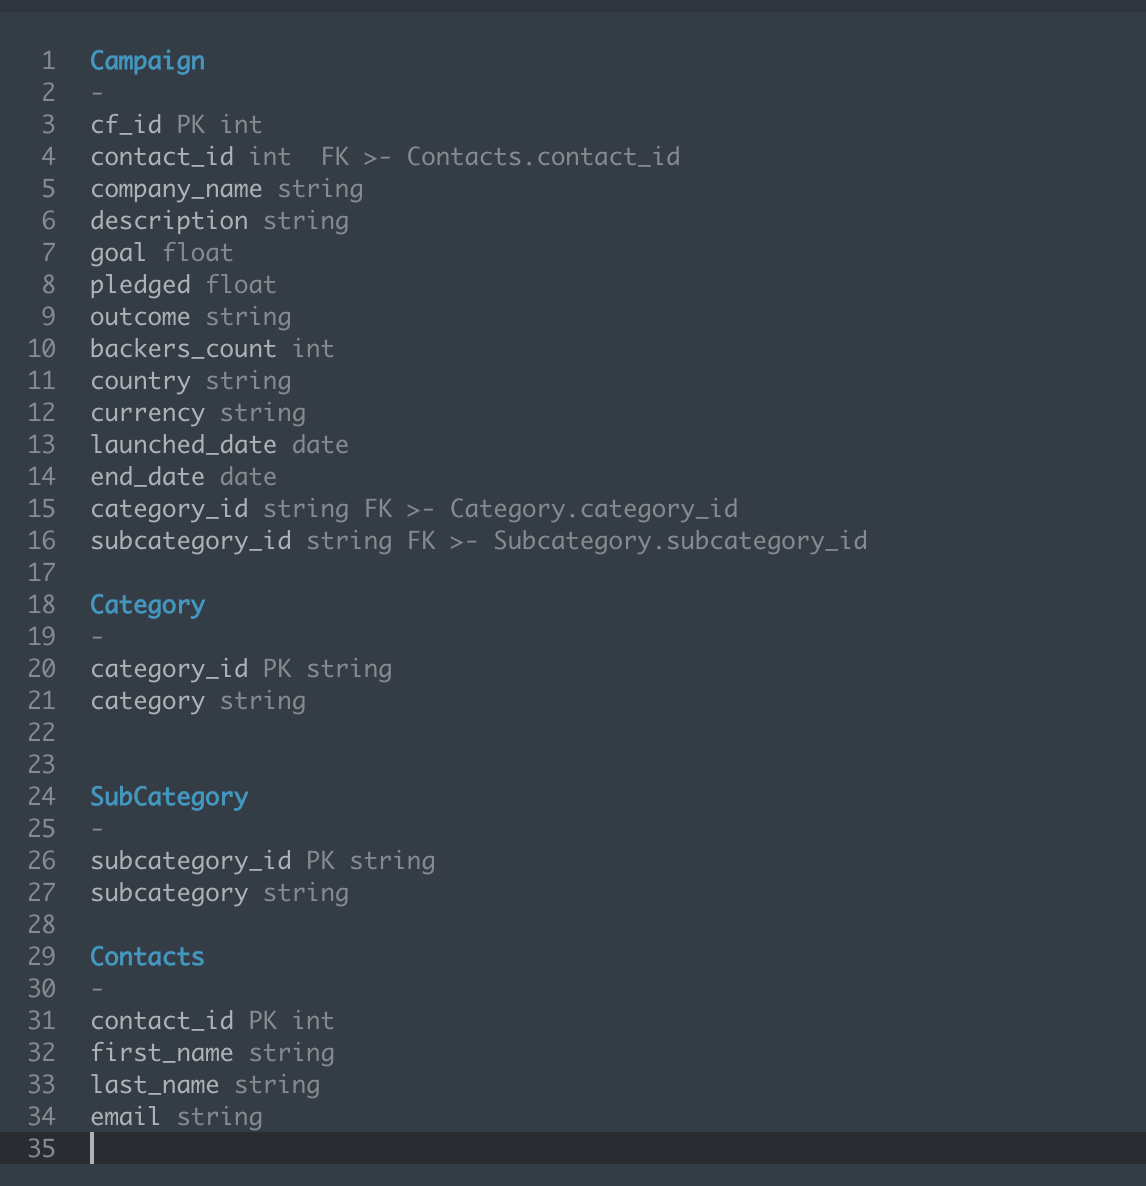 1 Campaign
2 -
3 cf_id PK int
4 contact_id int  FK >- Contacts.contact_id
5 company_name string
6 description string
7 goal float
8 pledged float
9 outcome string
10 backers_count int
11 country string
12 currency string
13 launched_date date
14 end_date date
15 category_id string FK >- Category.category_id
16 subcategory_id string FK >- Subcategory.subcategory_id
17
18 Category
19 -
20 category_id PK string
21 category string
22
23
24 SubCategory
25 -
26 subcategory_id PK string
27 subcategory string
28
29 Contacts
30 -
31 contact_id PK int
32 first_name string
33 last_name string
34 email string
35